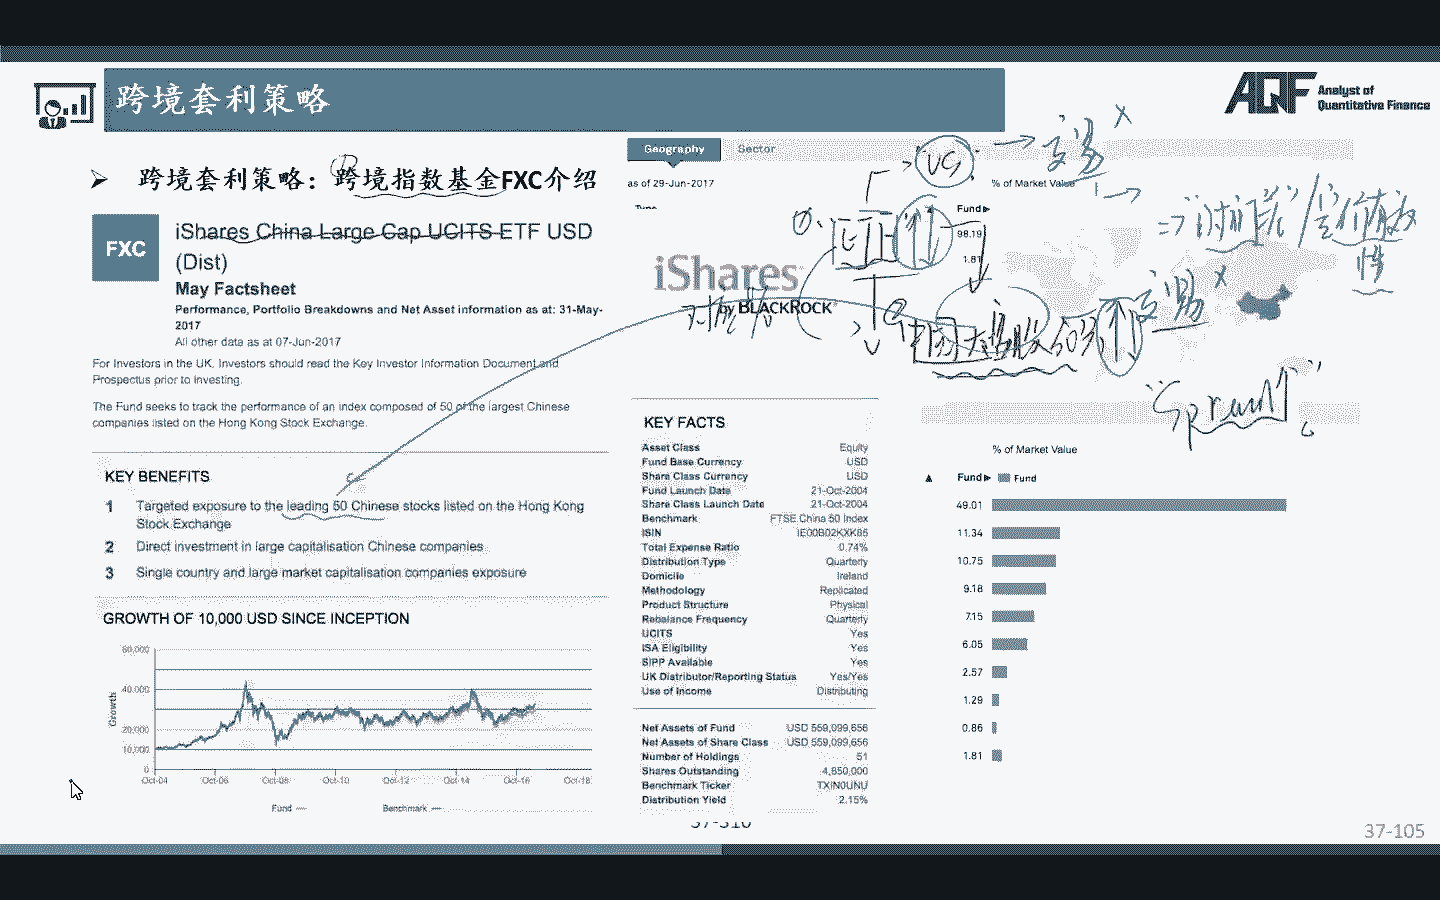 跨境套利策略
AQF Analyst of
Quantitative Finance
➢ 跨境套利策略：跨境指数基金FXC介绍
FXC
iShares China Large Cap UCITS ETF USD
(Dist)
May Factsheet
Performance, Portfolio Breakdowns and Net Asset information as at: 31-May-
2017
All other data as at 07-Jun-2017
For Investors in the UK. Investors should read the Key Investor Information Document and
Prospectus prior to Investing.
The Fund seeks to track the performance of an index composed of 50 of the largest Chinese
companies listed on the Hong Kong Stock Exchange.
KEY BENEFITS
1 Targeted exposure to the leading 50 Chinese stocks listed on the Hong Kong
Stock Exchange
2 Direct investment in large capitalisation Chinese companies
3 Single country and large market capitalisation companies exposure
GROWTH OF 10,000 USD SINCE INCEPTION
Growth
60,000
40,000
20,000
10,000
0
Oct-04 Oct-06 Oct-08 Oct-10 Oct-12 Oct-14 Oct-16 Oct-18
Fund Benchmark
Geography Sector
as of 29-Jun-2017
% of Market Value
Type
Fund▶
98.19
1.81
iShares
by BLACKROCK
US → 交易 X
中国大盘股50
交易 X
"Spread"
KEY FACTS
Asset Class Equity
Fund Base Currency USD
Share Class Currency USD
Fund Launch Date 21-Oct-2004
Share Class Launch Date 21-Oct-2004
Benchmark FTSE China 50 Index
ISIN IE00B02KXK85
Total Expense Ratio 0.74%
Distribution Type Quarterly
Domicile Ireland
Methodology Replicated
Product Structure Physical
Rebalance Frequency Quarterly
UCITS Yes
ISA Eligibility Yes
SIPP Available Yes
UK Distributor/Reporting Status Yes/Yes
Use of Income Distributing
Net Assets of Fund USD 559,099,656
Net Assets of Share Class USD 559,099,656
Number of Holdings 51
Shares Outstanding 4,850,000
Benchmark Ticker TXIN0UNU
Distribution Yield 2.15%
% of Market Value
▲ Fund▶ Fund
49.01
11.34
10.75
9.18
7.15
6.05
2.57
1.29
0.86
1.81
37-310
37-105